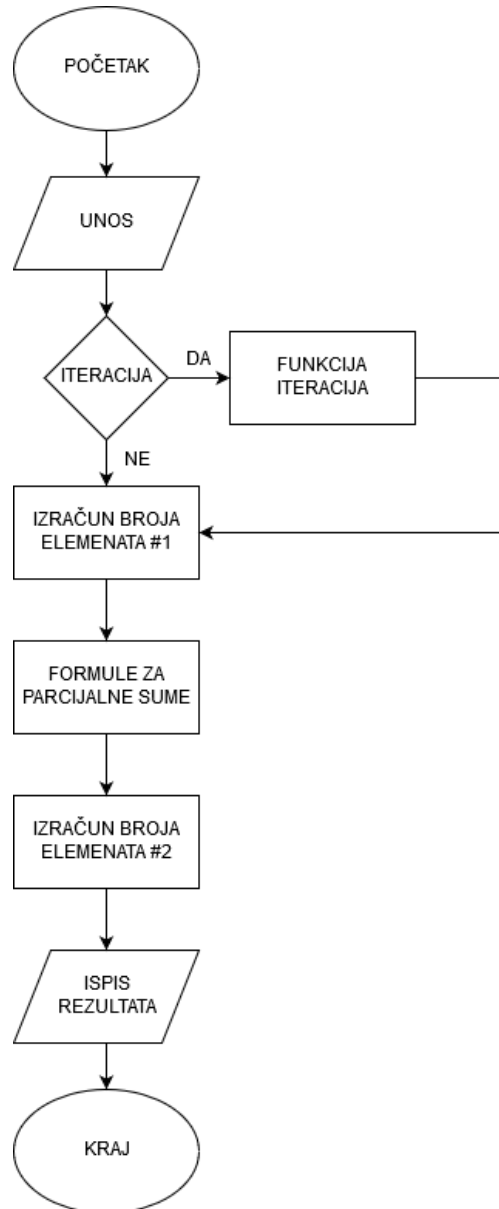 POČETAK
UNOS
ITERACIJA
DA
FUNKCIJA
ITERACIJA
NE
IZRAČUN BROJA
ELEMENATA #1
FORMULE ZA
PARCIJALNE SUME
IZRAČUN BROJA
ELEMENATA #2
ISPIS
REZULTATA
KRAJ